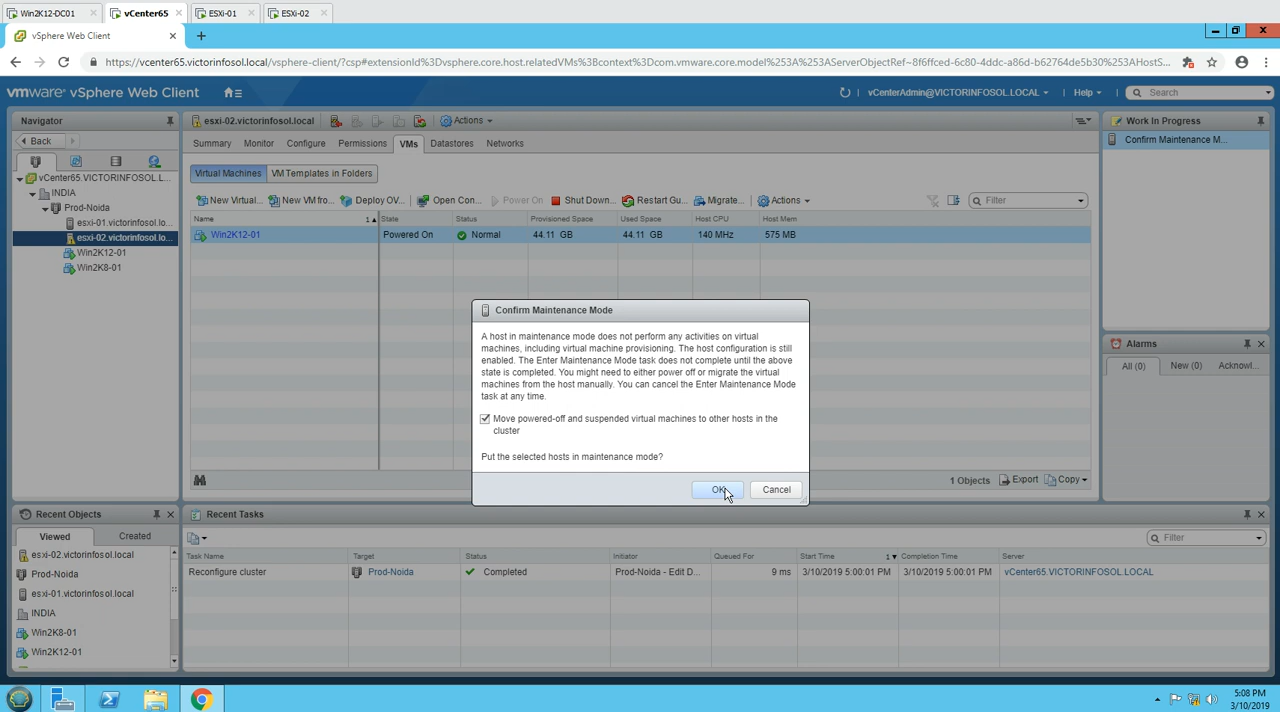 Win2K12-DC01
vCenter65
ESXi-01
ESXi-02
vSphere Web Client
https://vcenter65.victorinfosol.local/vsphere-client/?csp#extensionId%3Dvsphere.core.host.relatedVMs%3Bcontext%3Dcom.vmware.core.model%253A%253AServerObjectRef~8f6ffced-6c80-4ddc-a86d-b62764de5b30%253AHostS...
vmware® vSphere Web Client
vCenterAdmin@VICTORINFOSOL.LOCAL
Help
Search
Navigator
esxi-02.victorinfosol.local
Actions
Work In Progress
Back
Summary
Monitor
Configure
Permissions
VMs
Datastores
Networks
Confirm Maintenance M...
vCenter65.VICTORINFOSOL.L...
INDIA
Prod-Noida
esxi-01.victorinfosol.lo...
esxi-02.victorinfosol.lo...
Win2K12-01
Win2K8-01
Virtual Machines
VM Templates in Folders
New Virtual...
New VM fro...
Deploy OV...
Open Con...
Power On
Shut Down...
Restart Gu...
Migrate...
Actions
Filter
Name
1
State
Status
Provisioned Space
Used Space
Host CPU
Host Mem
Win2K12-01
Powered On
Normal
44.11 GB
44.11 GB
140 MHz
575 MB
Confirm Maintenance Mode
A host in maintenance mode does not perform any activities on virtual
machines, including virtual machine provisioning. The host configuration is still
enabled. The Enter Maintenance Mode task does not complete until the above
state is completed. You might need to either power off or migrate the virtual
machines from the host manually. You can cancel the Enter Maintenance Mode
task at any time.
Move powered-off and suspended virtual machines to other hosts in the
cluster
Put the selected hosts in maintenance mode?
OK
Cancel
Alarms
All (0)
New (0)
Acknowl...
1 Objects
Export
Copy
Recent Objects
Viewed
Created
esxi-02.victorinfosol.local
Prod-Noida
esxi-01.victorinfosol.local
INDIA
Win2K8-01
Win2K12-01
Recent Tasks
Filter
Task Name
Target
Status
Initiator
Queued For
Start Time
1
Completion Time
Server
Reconfigure cluster
Prod-Noida
Completed
Prod-Noida - Edit D...
9 ms
3/10/2019 5:00:01 PM
3/10/2019 5:00:01 PM
vCenter65.VICTORINFOSOL.LOCAL
5:08 PM
3/10/2019